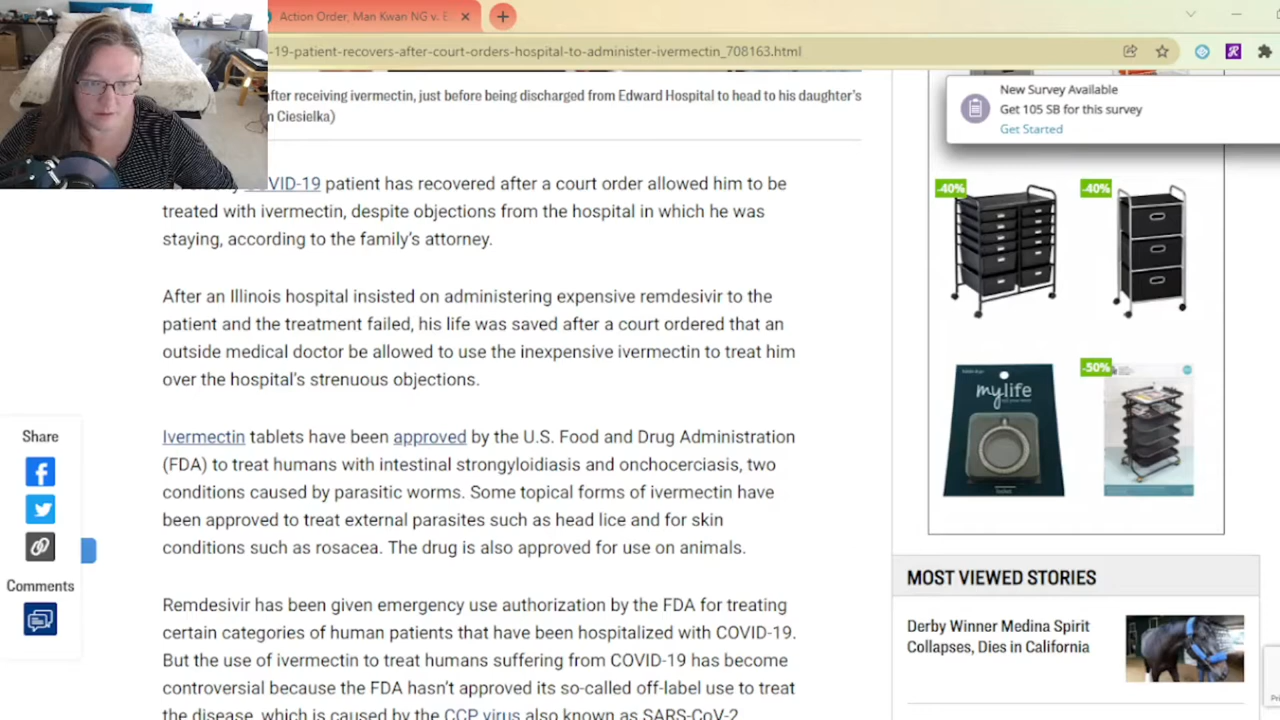 Action Order, Man Kwan NG v. E
-19-patient-recovers-after-court-orders-hospital-to-administer-ivermectin_708163.html
New Survey Available
Get 105 SB for this survey
Get Started
after receiving ivermectin, just before being discharged from Edward Hospital to head to his daughter's
n Ciesielka)
VID-19 patient has recovered after a court order allowed him to be
treated with ivermectin, despite objections from the hospital in which he was
staying, according to the family's attorney.
After an Illinois hospital insisted on administering expensive remdesivir to the
patient and the treatment failed, his life was saved after a court ordered that an
outside medical doctor be allowed to use the inexpensive ivermectin to treat him
over the hospital's strenuous objections.
Ivermectin tablets have been approved by the U.S. Food and Drug Administration
(FDA) to treat humans with intestinal strongyloidiasis and onchocerciasis, two
conditions caused by parasitic worms. Some topical forms of ivermectin have
been approved to treat external parasites such as head lice and for skin
conditions such as rosacea. The drug is also approved for use on animals.
Remdesivir has been given emergency use authorization by the FDA for treating
certain categories of human patients that have been hospitalized with COVID-19.
But the use of ivermectin to treat humans suffering from COVID-19 has become
controversial because the FDA hasn't approved its so-called off-label use to treat
the disease, which is caused by the CCP virus also known as SARS-CoV-2
Share
Comments
-40%
-40%
-50%
mylife
MOST VIEWED STORIES
Derby Winner Medina Spirit
Collapses, Dies in California
Pri